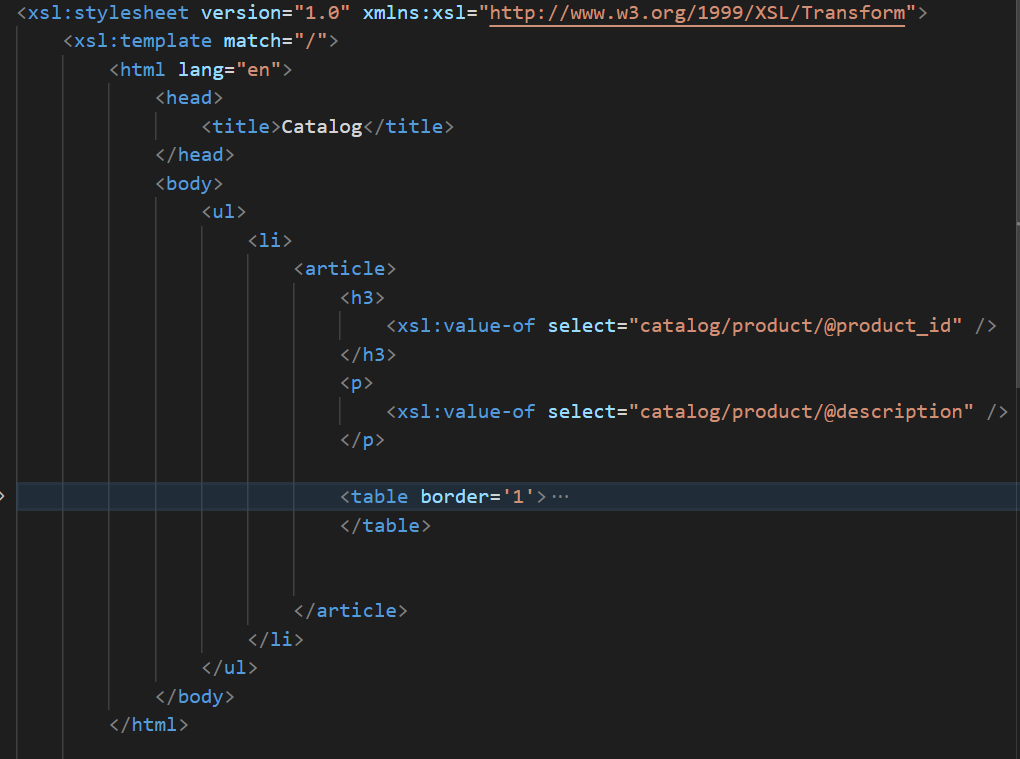 <xsl:stylesheet version="1.0" xmlns:xsl="http://www.w3.org/1999/XSL/Transform">
<xsl:template match="/">
<html lang="en">
<head>
<title>Catalog</title>
</head>
<body>
<ul>
<li>
<article>
<h3>
<xsl:value-of select="catalog/product/@product_id" />
</h3>
<p>
<xsl:value-of select="catalog/product/@description" />
</p>
<table border='1'>···
</table>
</article>
</li>
</ul>
</body>
</html>